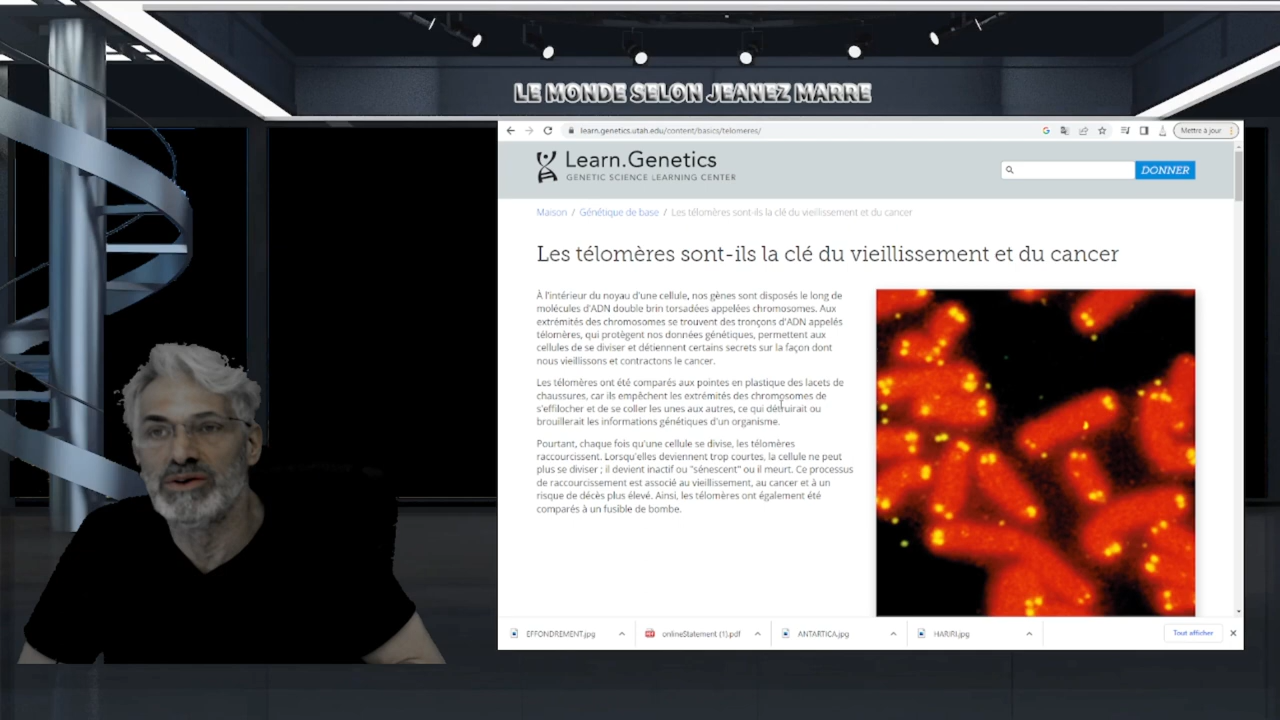 LE MONDE SELON JEANEZ MARRE
learn.genetics.utah.edu/content/basics/telomeres/
Mettre à jour
Learn.Genetics
GENETIC SCIENCE LEARNING CENTER
DONNER
Maison / Génétique de base / Les télomères sont-ils la clé du vieillissement et du cancer
Les télomères sont-ils la clé du vieillissement et du cancer
À l'intérieur du noyau d'une cellule, nos gènes sont disposés le long de
molécules d'ADN double brin torsadées appelées chromosomes. Aux
extrémités des chromosomes se trouvent des tronçons d'ADN appelés
télomères, qui protègent nos données génétiques, permettent aux
cellules de se diviser et détiennent certains secrets sur la façon dont
nous vieillissons et contractons le cancer.
Les télomères ont été comparés aux pointes en plastique des lacets de
chaussures, car ils empêchent les extrémités des chromosomes de
s'effilocher et de se coller les unes aux autres, ce qui détruirait ou
brouillerait les informations génétiques d'un organisme.
Pourtant, chaque fois qu'une cellule se divise, les télomères
raccourcissent. Lorsqu'elles deviennent trop courtes, la cellule ne peut
plus se diviser ; il devient inactif ou "sénescent" ou il meurt. Ce processus
de raccourcissement est associé au vieillissement, au cancer et à un
risque de décès plus élevé. Ainsi, les télomères ont également été
comparés à un fusible de bombe.
EFFONDREMENT.jpg
onlineStatement (1).pdf
ANTARTICA.jpg
HARIRI.jpg
Tout afficher